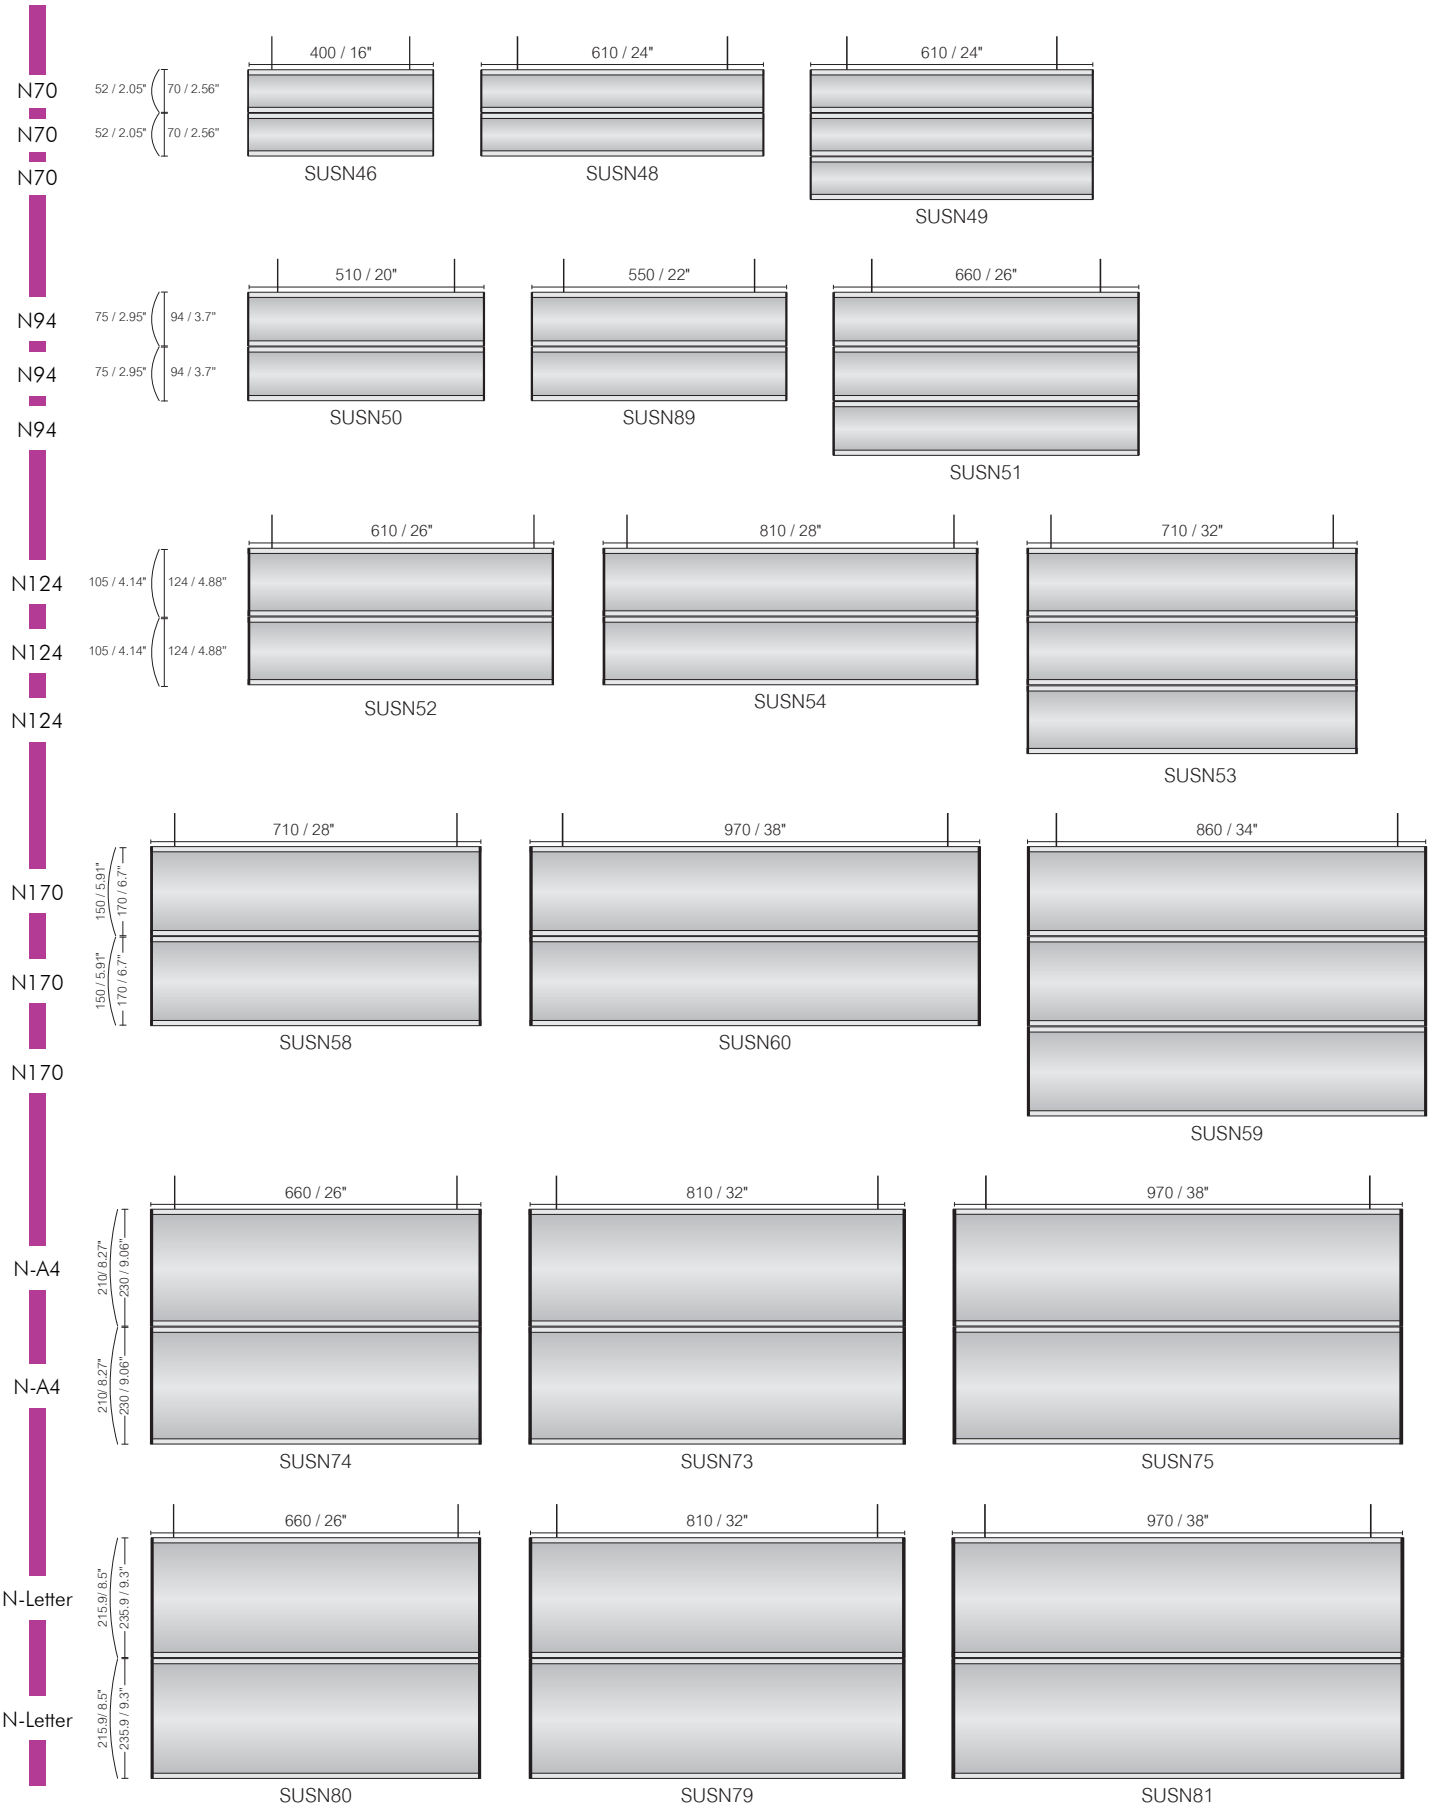 400 / 16"
610 / 24"
610 / 24"
N70
52 / 2.05"
70 / 2.56"
N70
52 / 2.05"
70 / 2.56"
N70
SUSN46
SUSN48
SUSN49
510 / 20"
550 / 22"
660 / 26"
N94
75 / 2.95"
94 / 3.7"
N94
75 / 2.95"
94 / 3.7"
N94
SUSN50
SUSN89
SUSN51
610 / 26"
810 / 28"
710 / 32"
N124
105 / 4.14"
124 / 4.88"
N124
105 / 4.14"
124 / 4.88"
N124
SUSN52
SUSN54
SUSN53
710 / 28"
970 / 38"
860 / 34"
N170
150 / 5.91"
170 / 6.7"
N170
150 / 5.91"
170 / 6.7"
N170
SUSN58
SUSN60
SUSN59
660 / 26"
810 / 32"
970 / 38"
N-A4
210/ 8.27"
230 / 9.06"
N-A4
210/ 8.27"
230 / 9.06"
SUSN74
SUSN73
SUSN75
660 / 26"
810 / 32"
970 / 38"
N-Letter
215.9/ 8.5"
235.9 / 9.3"
N-Letter
215.9/ 8.5"
235.9 / 9.3"
SUSN80
SUSN79
SUSN81